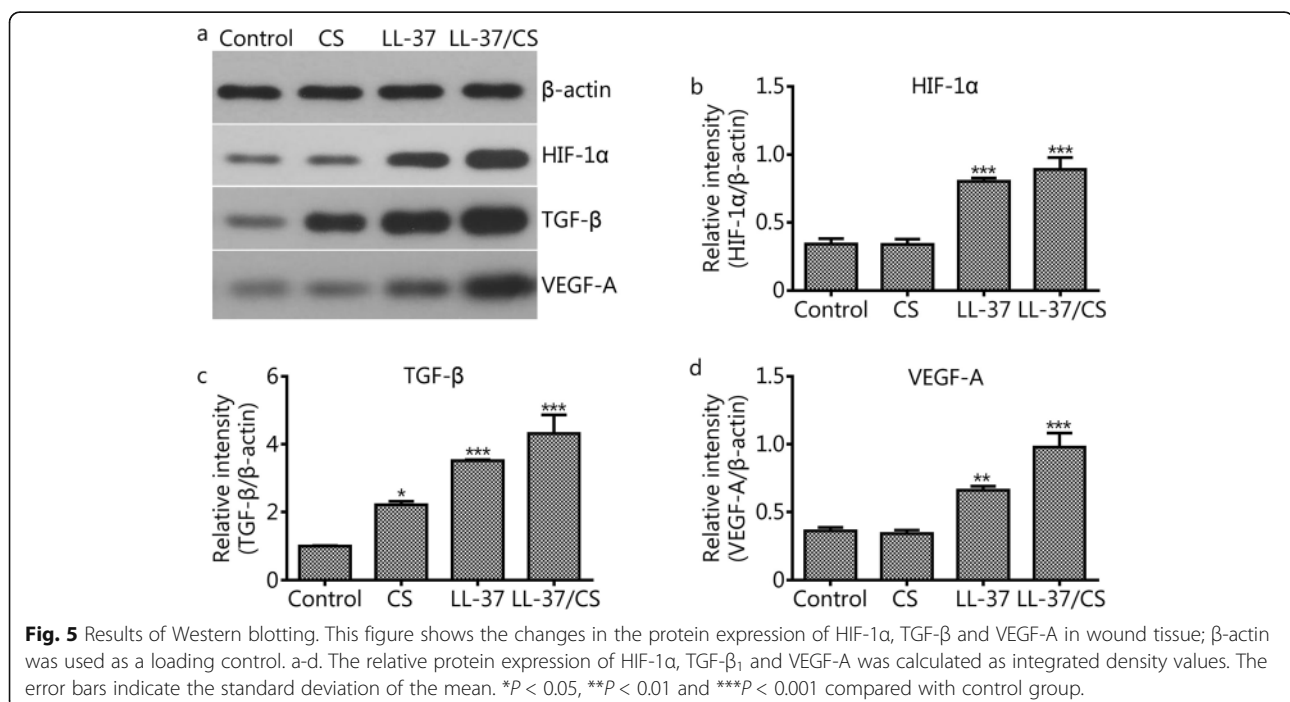 a
Control CS LL-37 LL-37/CS
β-actin
HIF-1α
TGF-β
VEGF-A
b
HIF-1α
Relative intensity
(HIF-1α/β-actin)
1.5
1.0
0.5
0
***
***
Control CS LL-37 LL-37/CS
c
TGF-β
Relative intensity
(TGF-β/β-actin)
6
4
2
0
*
***
***
Control CS LL-37 LL-37/CS
d
VEGF-A
Relative intensity
(VEGF-A/β-actin)
1.5
1.0
0.5
0
**
***
Control CS LL-37 LL-37/CS
Fig. 5 Results of Western blotting. This figure shows the changes in the protein expression of HIF-1α, TGF-β and VEGF-A in wound tissue; β-actin
was used as a loading control. a-d. The relative protein expression of HIF-1α, TGF-β₁ and VEGF-A was calculated as integrated density values. The
error bars indicate the standard deviation of the mean. *P < 0.05, **P < 0.01 and ***P < 0.001 compared with control group.